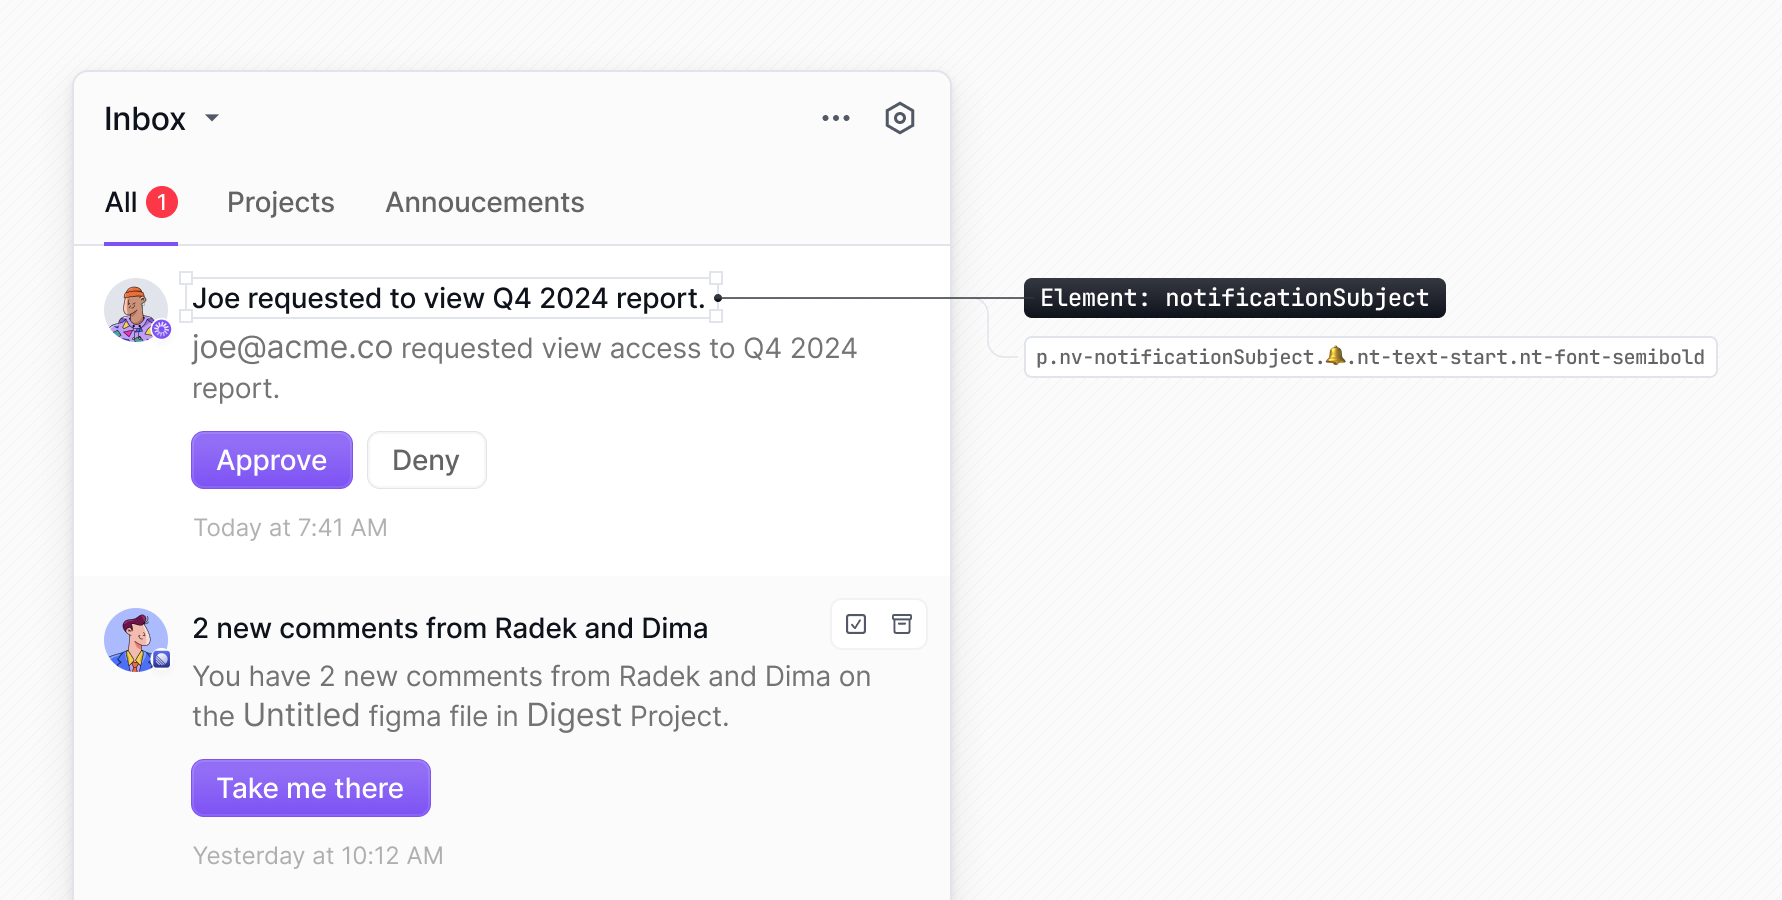 Inbox
All 1 Projects Annoucements
Joe requested to view Q4 2024 report.
Element: notificationSubject
joe@acme.co requested view access to Q4 2024
report.
p.nv-notificationSubject.🔔.nt-text-start.nt-font-semibold
Approve Deny
Today at 7:41 AM
2 new comments from Radek and Dima
You have 2 new comments from Radek and Dima on
the Untitled figma file in Digest Project.
Take me there
Yesterday at 10:12 AM